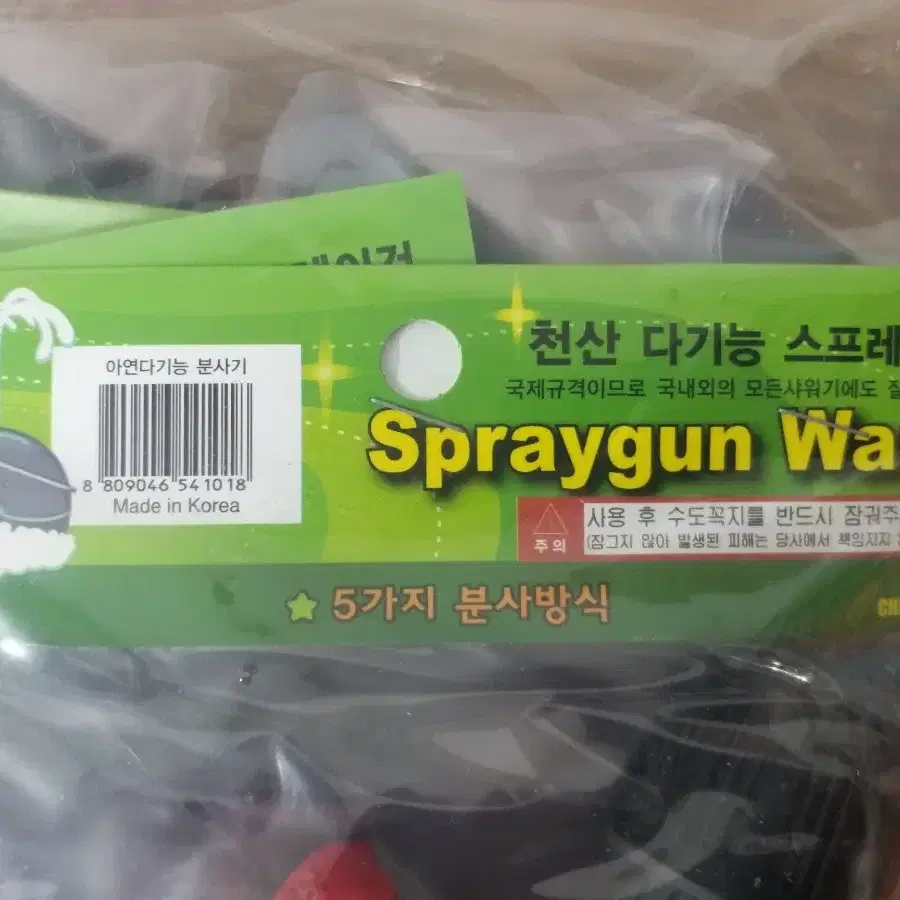 아연다기능 분사기
8 809046 541018
Made in Korea
천산 다기능 스프레
국제규격이므로 국내외의 모든샤워기에도
Spraygun Wa
주의
사용 후 수도꼭지를 반드시 잠궈주
(잠그지 않아 발생된 피해는 당사에서 책임지지
5가지 분사방식
CH